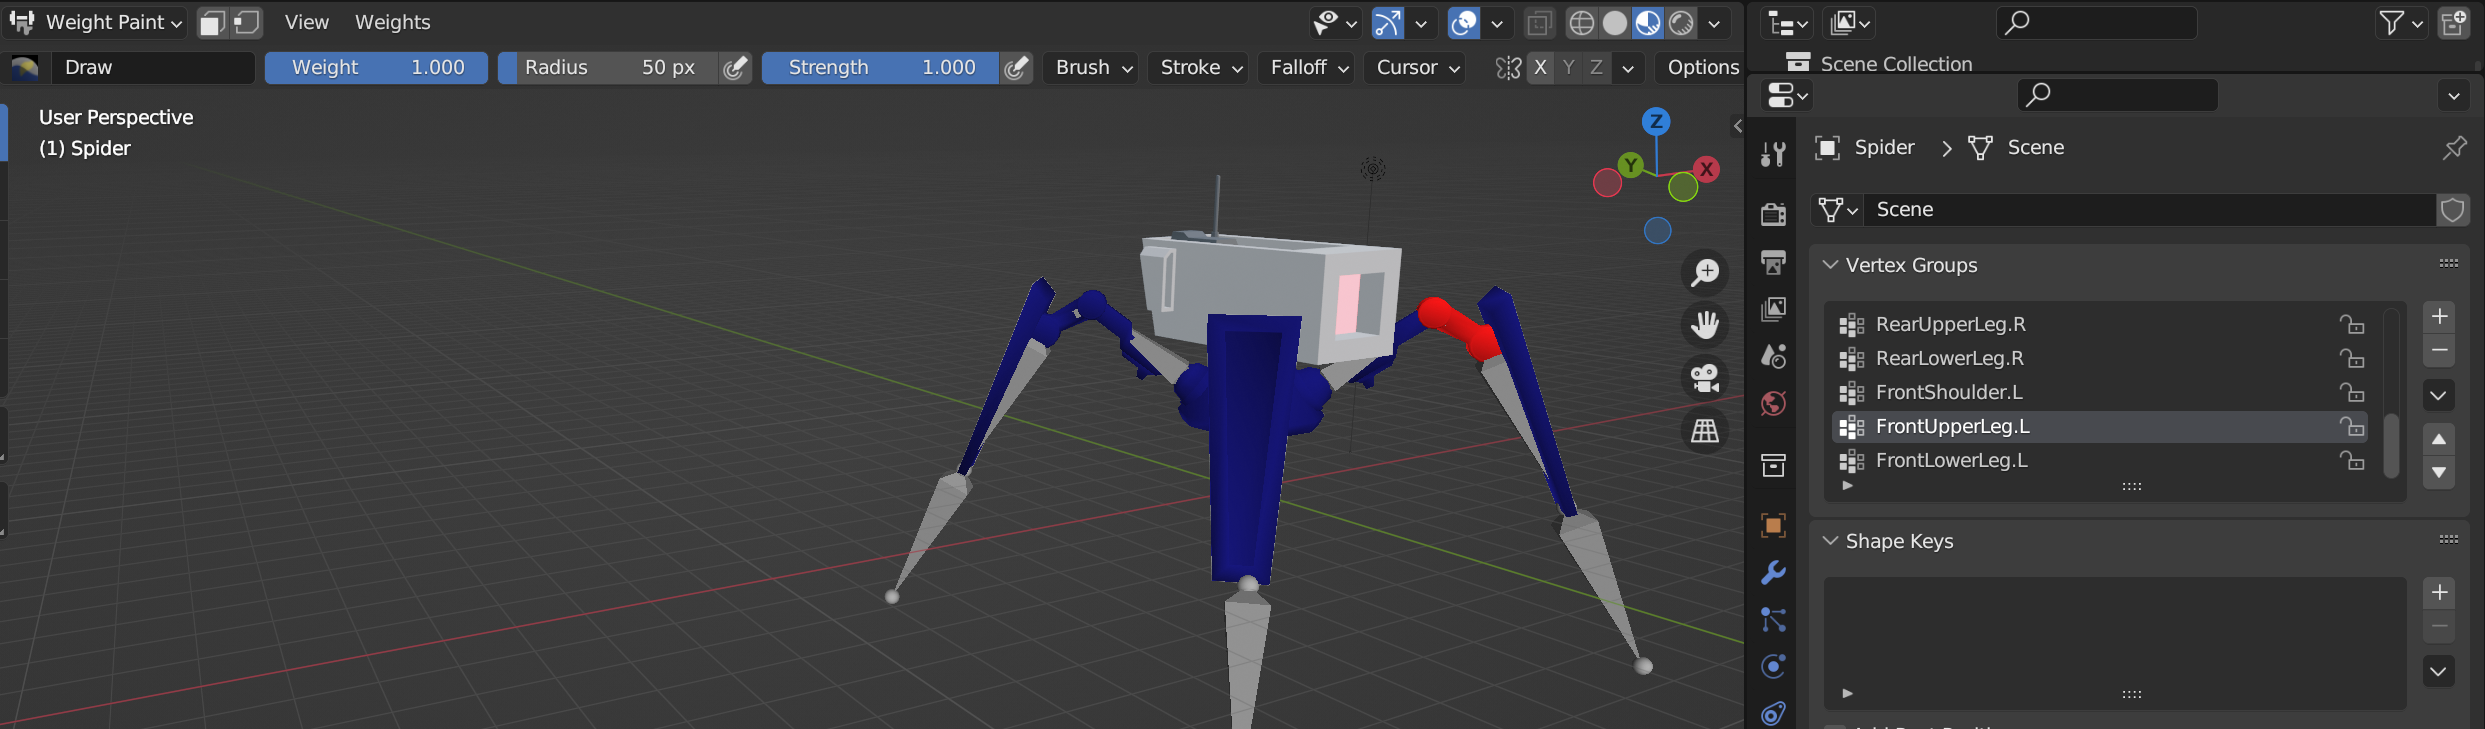 Weight Paint View Weights
Draw Weight 1.000 Radius 50 px Strength 1.000 Brush Stroke Falloff Cursor X Y Z Options
User Perspective
(1) Spider
Z
Y
X
Scene Collection
Spider Scene
Scene
Vertex Groups
RearUpperLeg.R
RearLowerLeg.R
FrontShoulder.L
FrontUpperLeg.L
FrontLowerLeg.L
Shape Keys